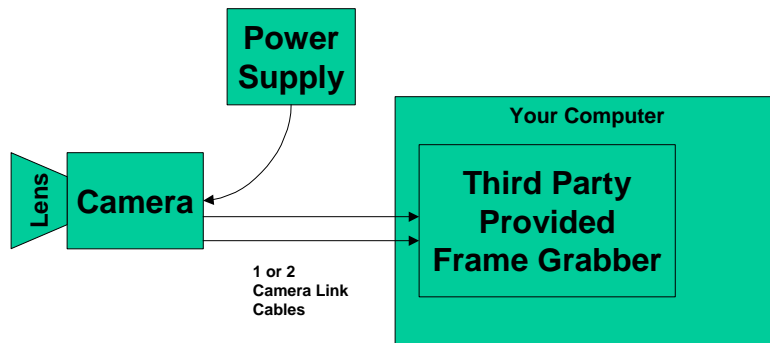 Power
Supply
Your Computer
Lens
Camera
Third Party
Provided
Frame Grabber
1 or 2
Camera Link
Cables